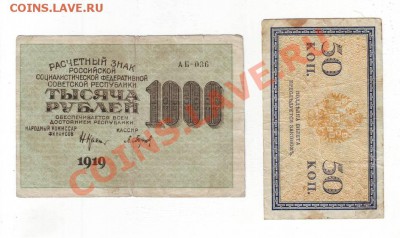 COINS.LAVE.RU
РАСЧЕТНЫЙ ЗНАК
РОССИЙСКОЙ
СОЦИАЛИСТИЧЕСКОЙ ФЕДЕРАТИВНОЙ
СОВЕТСКОЙ РЕСПУБЛИКИ
АБ-036
ТЫСЯЧА
РУБЛЕЙ
1000
ОБЕСПЕЧИВАЕТСЯ ВСЕМ
ДОСТОЯНИЕМ РЕСПУБЛИКИ.
НАРОДНЫЙ КОМИССАР
ФИНАНСОВ
КАССИР
1919
50
КОП.
50
КОП.
COINS.LAVE.RU